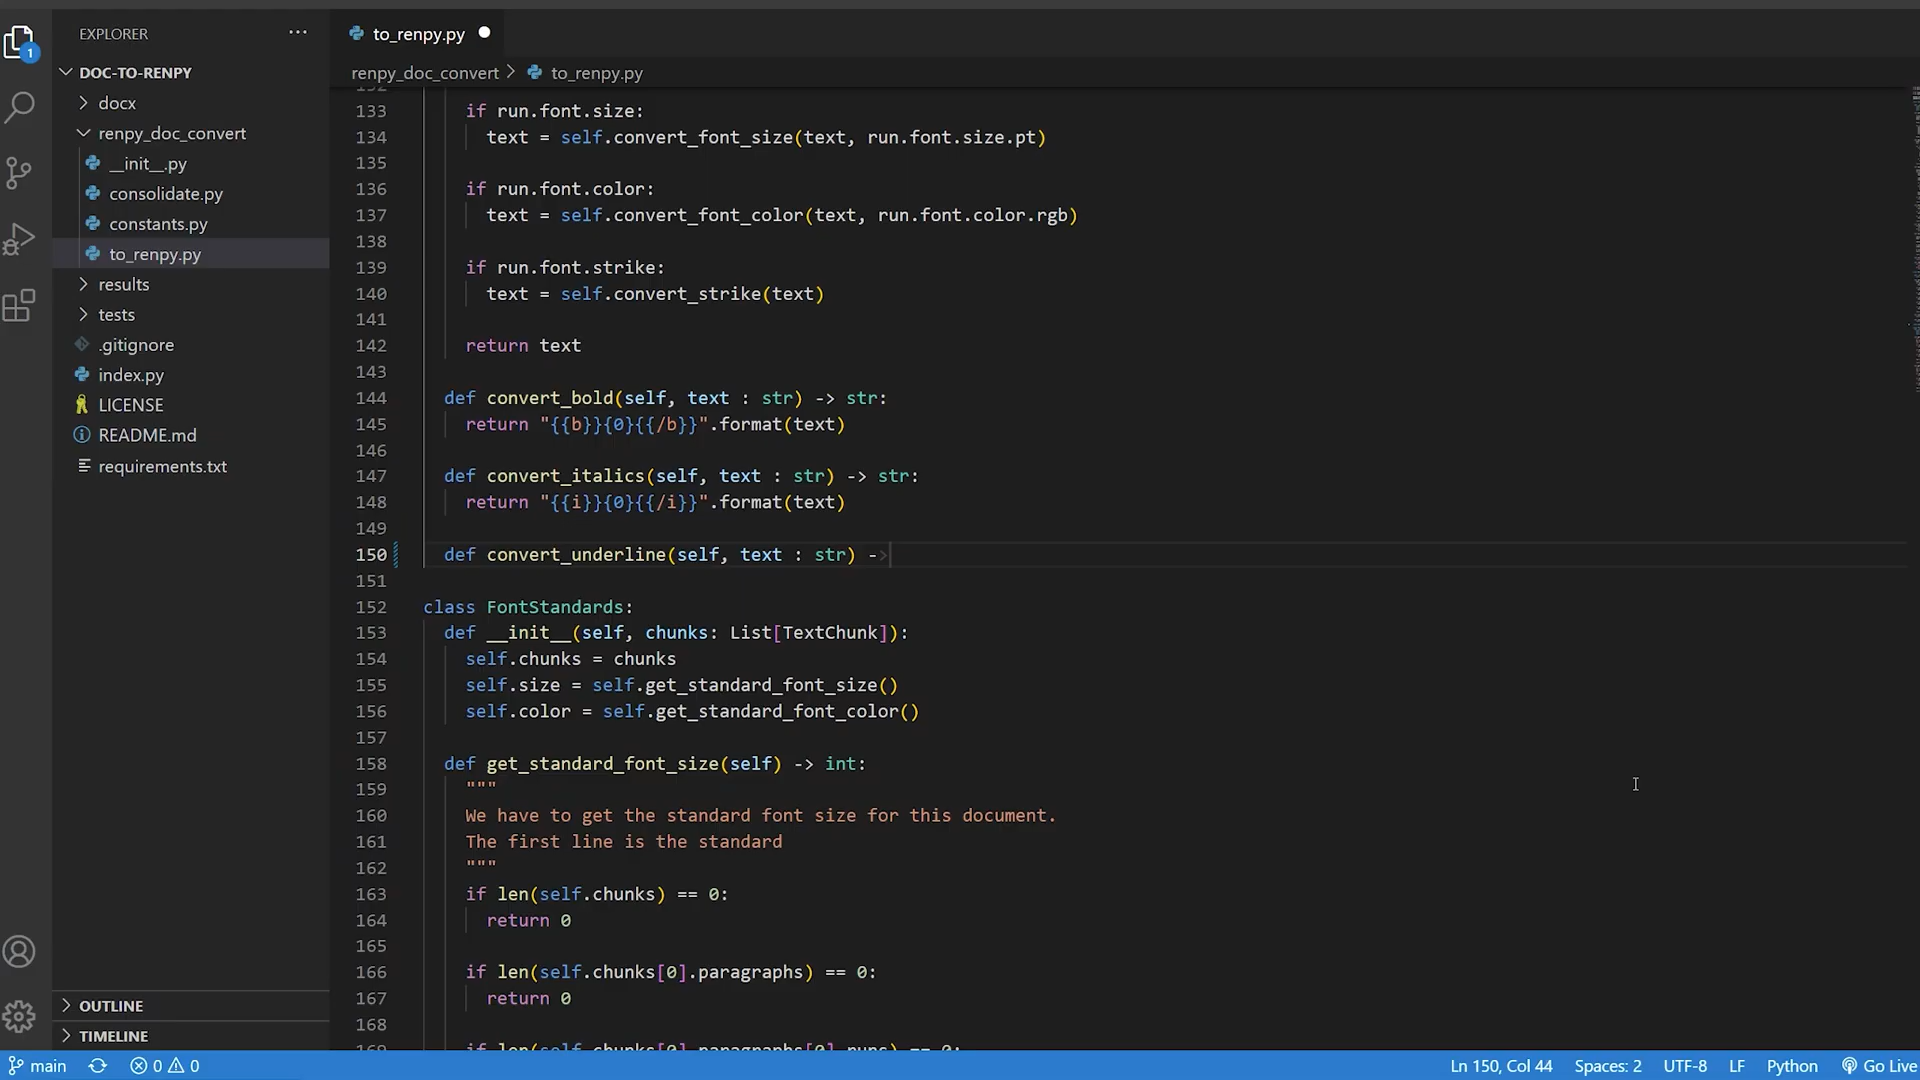 EXPLORER
DOC-TO-RENPY
docx
renpy_doc_convert
__init__.py
consolidate.py
constants.py
to_renpy.py
results
tests
.gitignore
index.py
LICENSE
README.md
requirements.txt
OUTLINE
TIMELINE
1
to_renpy.py
renpy_doc_convert > to_renpy.py
132
133 if run.font.size:
134 text = self.convert_font_size(text, run.font.size.pt)
135
136 if run.font.color:
137 text = self.convert_font_color(text, run.font.color.rgb)
138
139 if run.font.strike:
140 text = self.convert_strike(text)
141
142 return text
143
144 def convert_bold(self, text : str) -> str:
145 return "{{b}}{0}{{/b}}".format(text)
146
147 def convert_italics(self, text : str) -> str:
148 return "{{i}}{0}{{/i}}".format(text)
149
150 def convert_underline(self, text : str) ->
151
152 class FontStandards:
153 def __init__(self, chunks: List[TextChunk]):
154 self.chunks = chunks
155 self.size = self.get_standard_font_size()
156 self.color = self.get_standard_font_color()
157
158 def get_standard_font_size(self) -> int:
159 """
160 We have to get the standard font size for this document.
161 The first line is the standard
162 """
163 if len(self.chunks) == 0:
164 return 0
165
166 if len(self.chunks[0].paragraphs) == 0:
167 return 0
168
169 if len(self.chunks[0].paragraphs[0].runs) == 0:
main 0 0 Ln 150, Col 44 Spaces: 2 UTF-8 LF Python Go Live